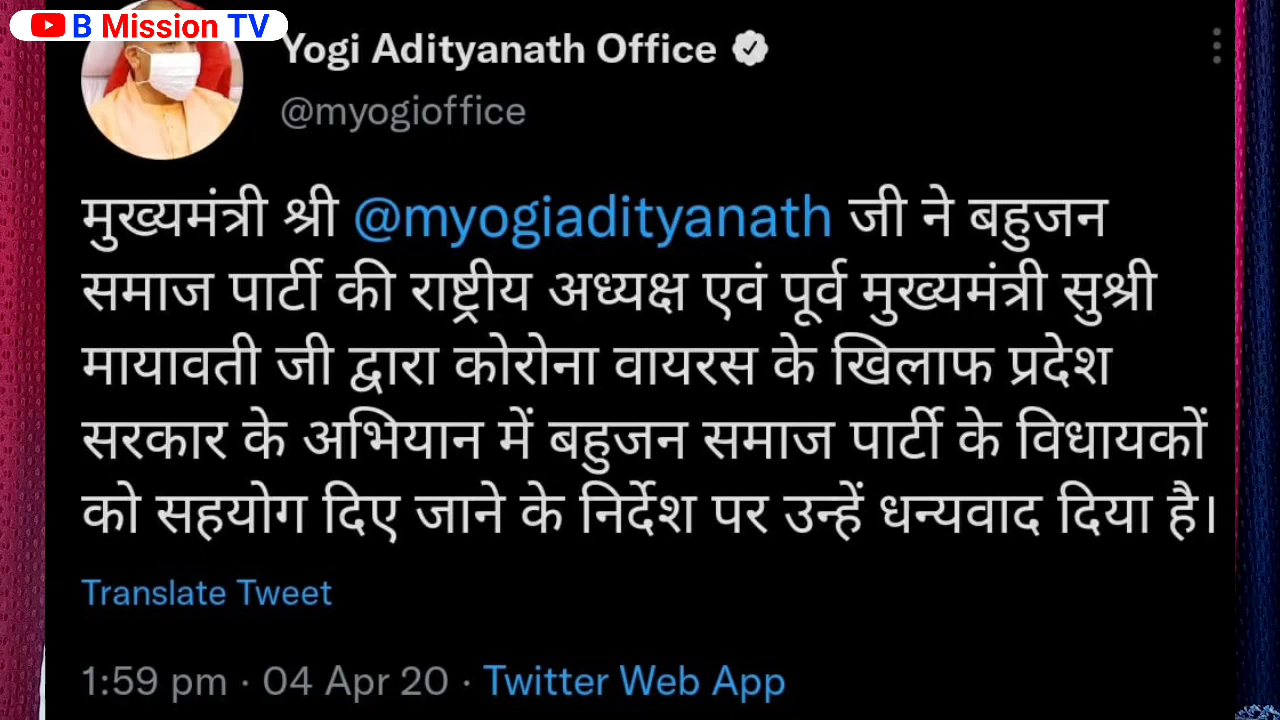 B Mission TV
Yogi Adityanath Office
@myogioffice
मुख्यमंत्री श्री @myogiadityanath जी ने बहुजन
समाज पार्टी की राष्ट्रीय अध्यक्ष एवं पूर्व मुख्यमंत्री सुश्री
मायावती जी द्वारा कोरोना वायरस के खिलाफ प्रदेश
सरकार के अभियान में बहुजन समाज पार्टी के विधायकों
को सहयोग दिए जाने के निर्देश पर उन्हें धन्यवाद दिया है।
Translate Tweet
1:59 pm · 04 Apr 20 · Twitter Web App